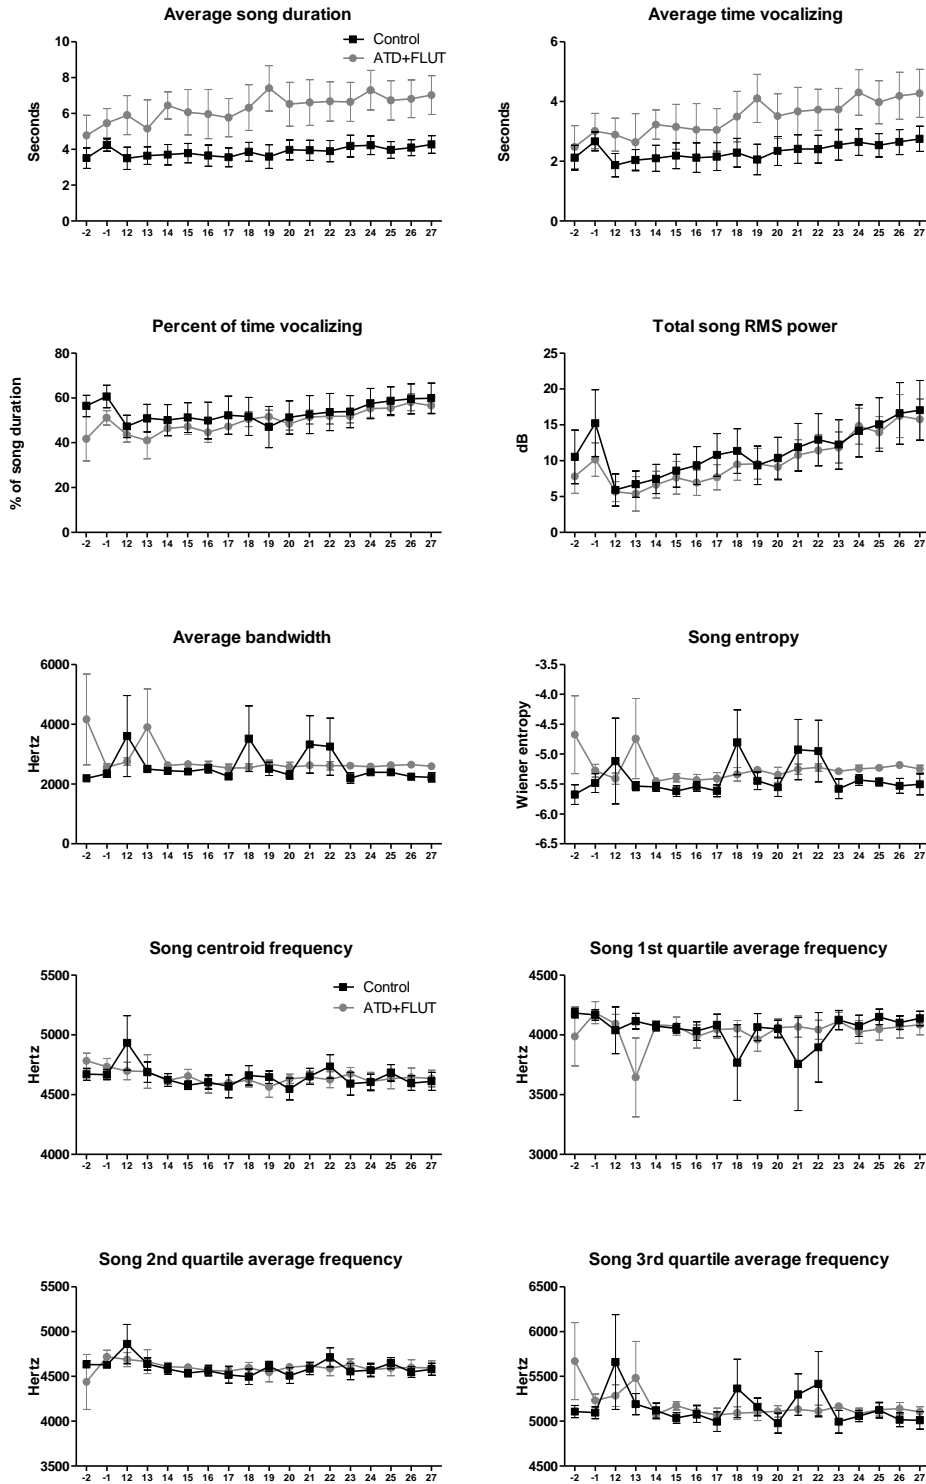 Average song duration
Average time vocalizing
10
8
6
4
2
0
Seconds
Control
ATD+FLUT
-2 -1 12 13 14 15 16 17 18 19 20 21 22 23 24 25 26 27
6
4
2
0
Seconds
-2 -1 12 13 14 15 16 17 18 19 20 21 22 23 24 25 26 27
Percent of time vocalizing
Total song RMS power
80
60
40
20
0
% of song duration
-2 -1 12 13 14 15 16 17 18 19 20 21 22 23 24 25 26 27
25
20
15
10
5
0
dB
-2 -1 12 13 14 15 16 17 18 19 20 21 22 23 24 25 26 27
Average bandwidth
Song entropy
6000
4000
2000
0
Hertz
-2 -1 12 13 14 15 16 17 18 19 20 21 22 23 24 25 26 27
-3.5
-4.0
-4.5
-5.0
-5.5
-6.0
-6.5
Wiener entropy
-2 -1 12 13 14 15 16 17 18 19 20 21 22 23 24 25 26 27
Song centroid frequency
Song 1st quartile average frequency
5500
5000
4500
4000
Hertz
Control
ATD+FLUT
-2 -1 12 13 14 15 16 17 18 19 20 21 22 23 24 25 26 27
4500
4000
3500
3000
Hertz
-2 -1 12 13 14 15 16 17 18 19 20 21 22 23 24 25 26 27
Song 2nd quartile average frequency
Song 3rd quartile average frequency
5500
5000
4500
4000
3500
Hertz
-2 -1 12 13 14 15 16 17 18 19 20 21 22 23 24 25 26 27
6500
6000
5500
5000
4500
Hertz
-2 -1 12 13 14 15 16 17 18 19 20 21 22 23 24 25 26 27